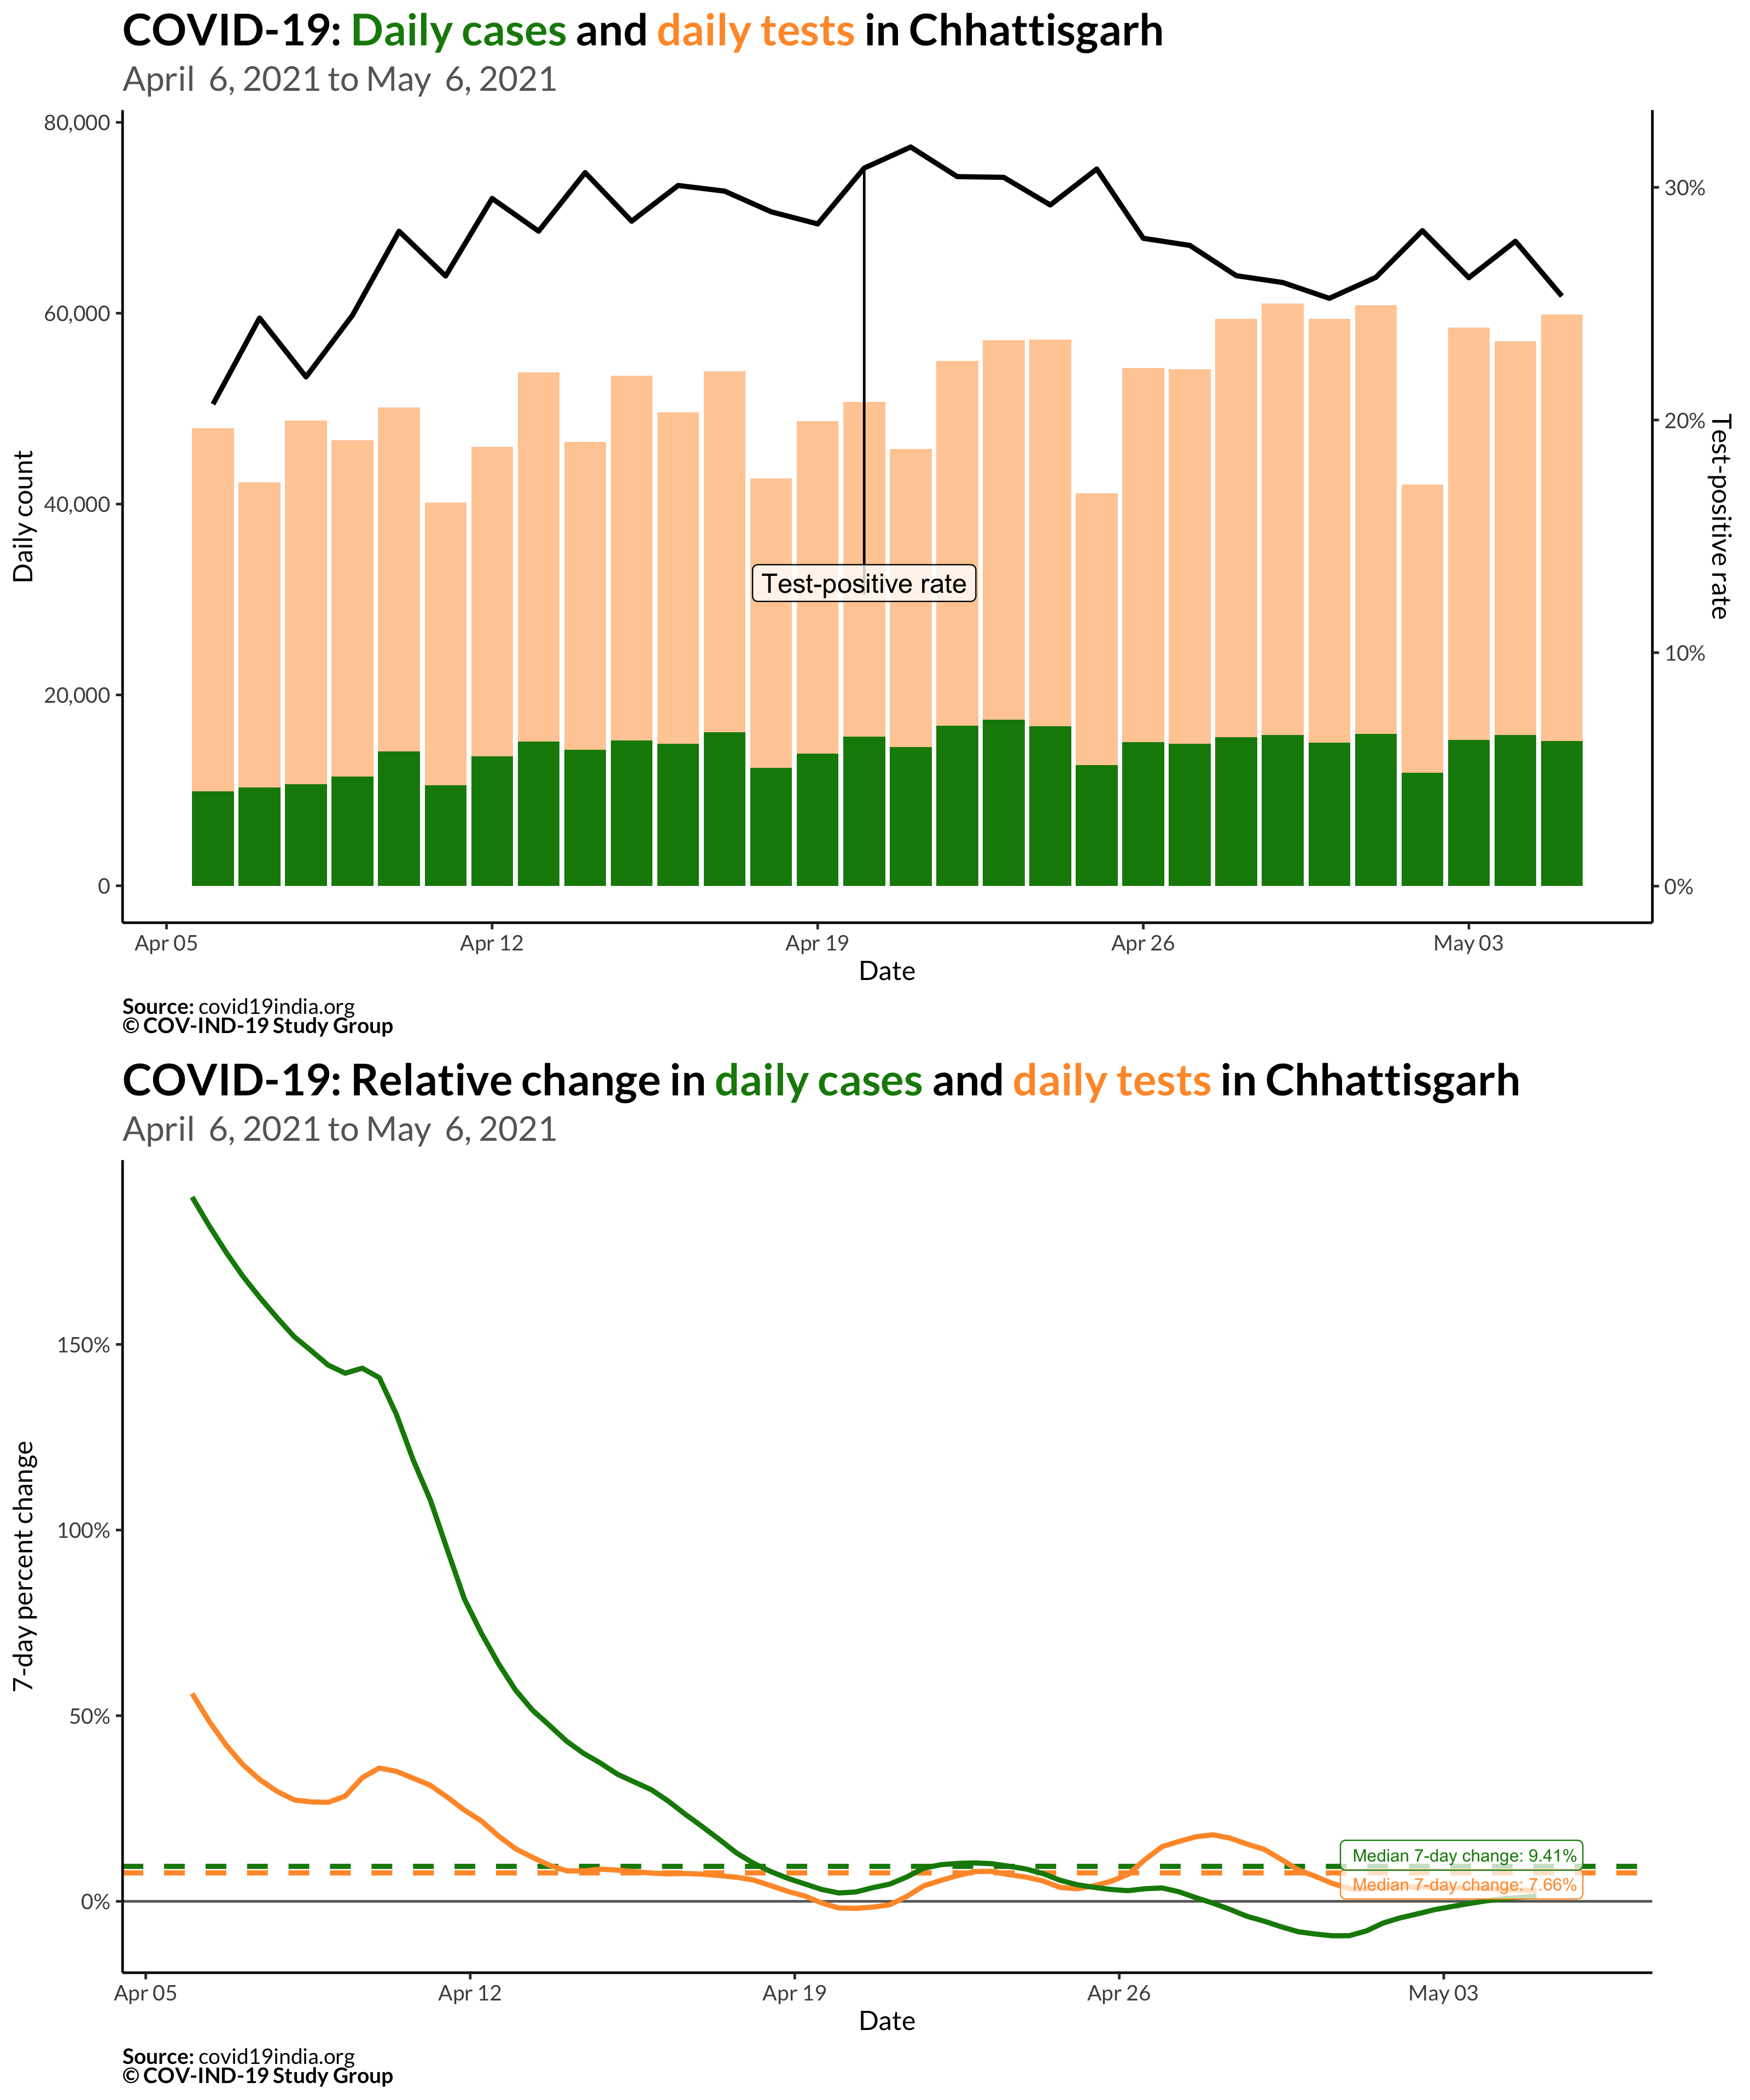 COVID-19: Daily cases and daily tests in Chhattisgarh
April 6, 2021 to May 6, 2021
80,000
60,000
40,000
20,000
0
Daily count
30%
20%
10%
0%
Test-positive rate
Test-positive rate
Apr 05
Apr 12
Apr 19
Apr 26
May 03
Date
Source: covid19india.org
© COV-IND-19 Study Group
COVID-19: Relative change in daily cases and daily tests in Chhattisgarh
April 6, 2021 to May 6, 2021
150%
100%
50%
0%
7-day percent change
Median 7-day change: 9.41%
Median 7-day change: 7.66%
Apr 05
Apr 12
Apr 19
Apr 26
May 03
Date
Source: covid19india.org
© COV-IND-19 Study Group